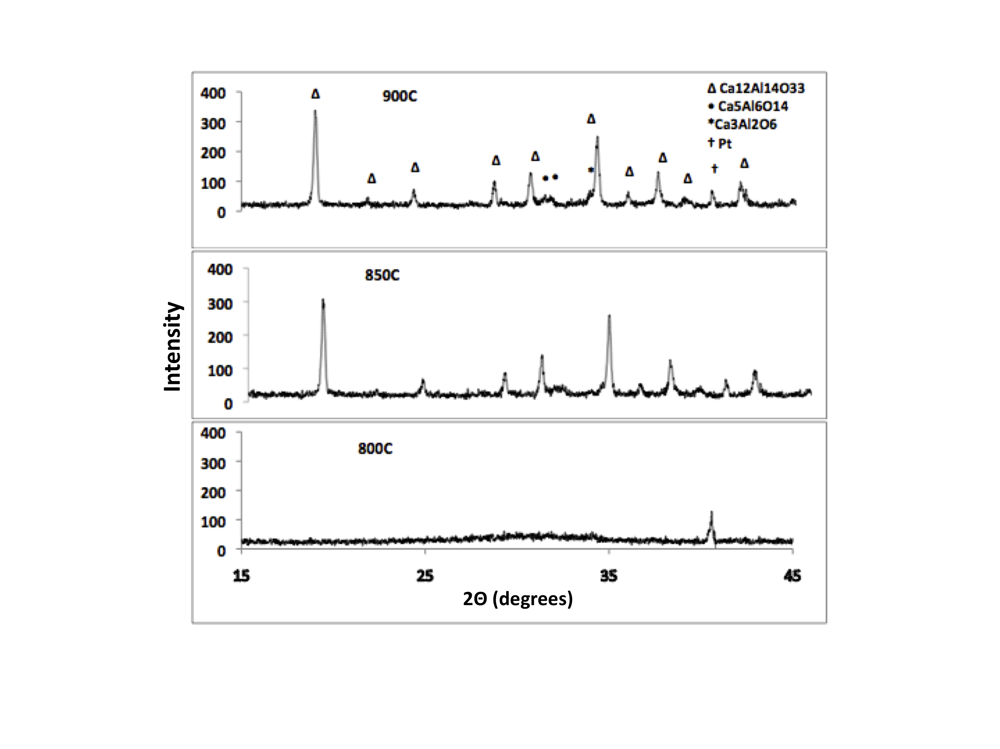 400
300
200
100
0
900C
Δ
Δ
Δ
Δ
Δ
• •
Δ
*
Δ
Δ
Δ
†
Δ
Δ Ca12Al14O33
• Ca5Al6O14
*Ca3Al2O6
† Pt
Intensity
400
300
200
100
0
850C
400
300
200
100
0
800C
15 25 35 45
2Θ (degrees)